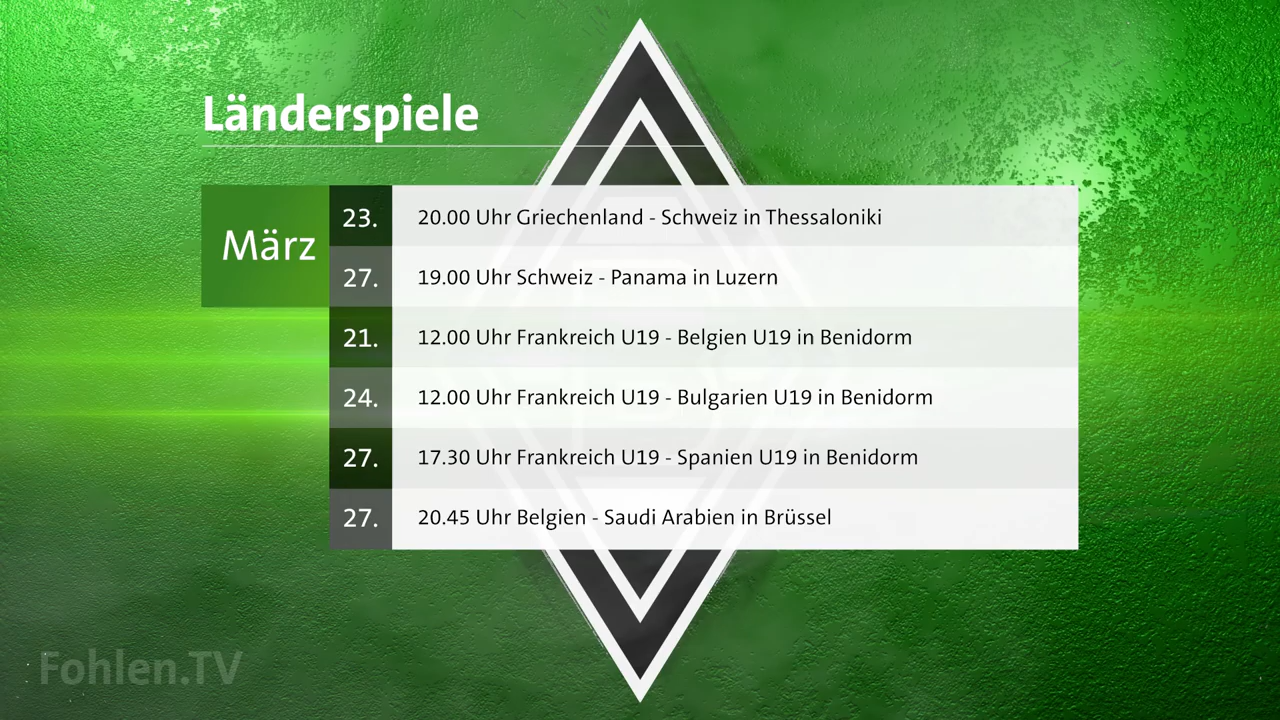 Länderspiele
März
23. 20.00 Uhr Griechenland - Schweiz in Thessaloniki
27. 19.00 Uhr Schweiz - Panama in Luzern
21. 12.00 Uhr Frankreich U19 - Belgien U19 in Benidorm
24. 12.00 Uhr Frankreich U19 - Bulgarien U19 in Benidorm
27. 17.30 Uhr Frankreich U19 - Spanien U19 in Benidorm
27. 20.45 Uhr Belgien - Saudi Arabien in Brüssel
Fohlen.TV